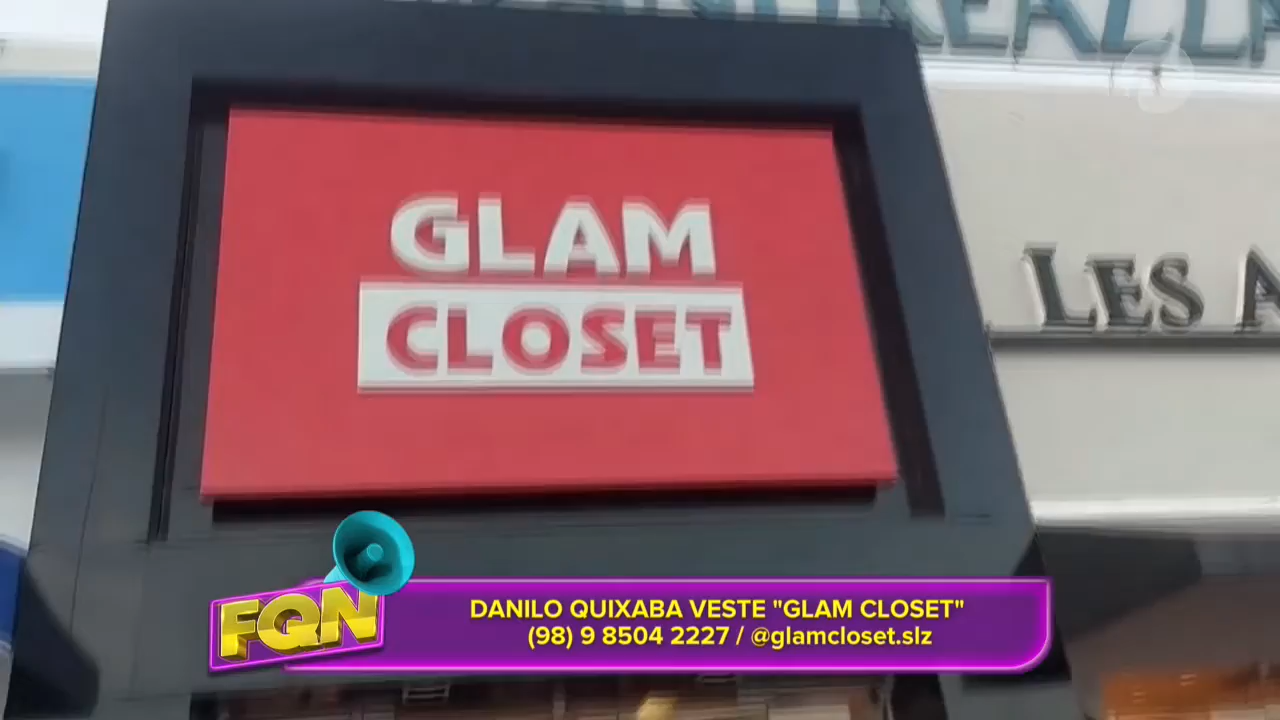 GLAM
CLOSET
LES
FQN
DANILO QUIXABA VESTE "GLAM CLOSET"
(98) 9 8504 2227 / @glamcloset.slz